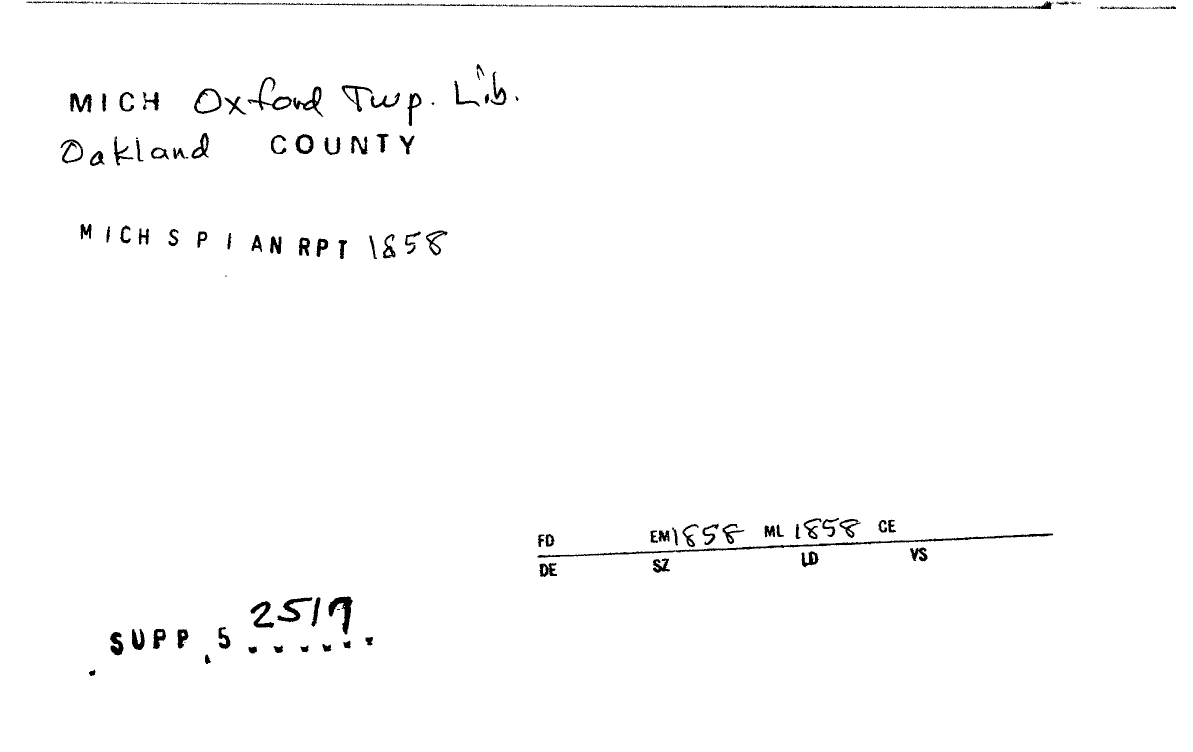 MICH Oxford Twp. Lib.
Oakland COUNTY
MICH S P I AN RPT 1858
FD EM 1858 ML 1858 CE
DE SZ LD VS
SUPP, 5 2517